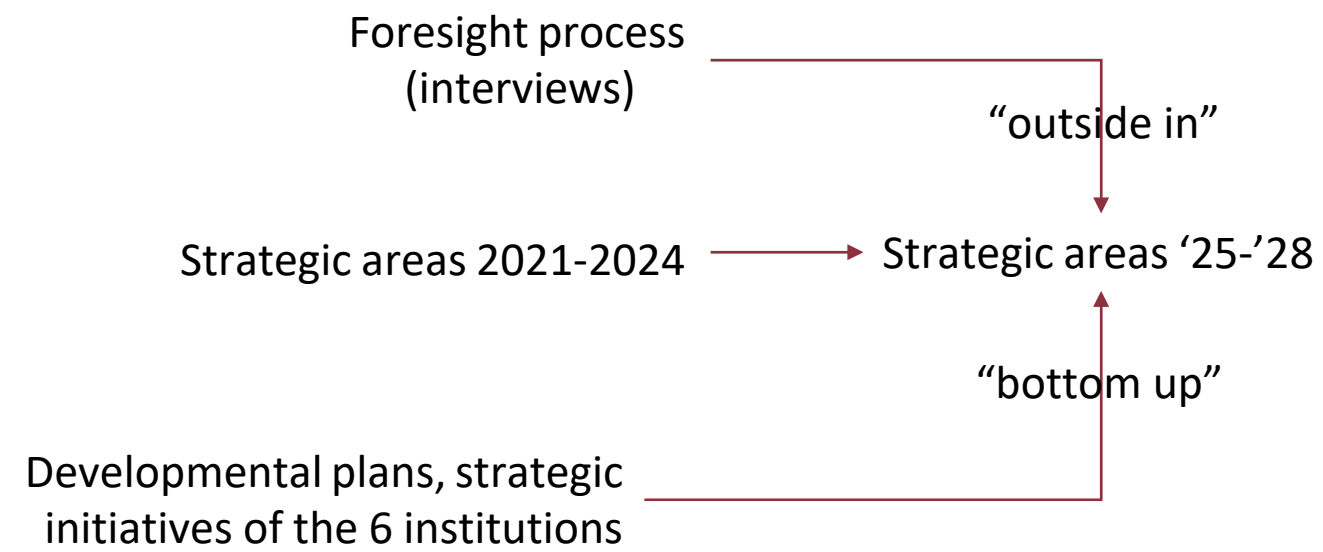 Foresight process
(interviews)
“outside in”
Strategic areas 2021-2024
Strategic areas ‘25-’28
“bottom up”
Developmental plans, strategic
initiatives of the 6 institutions